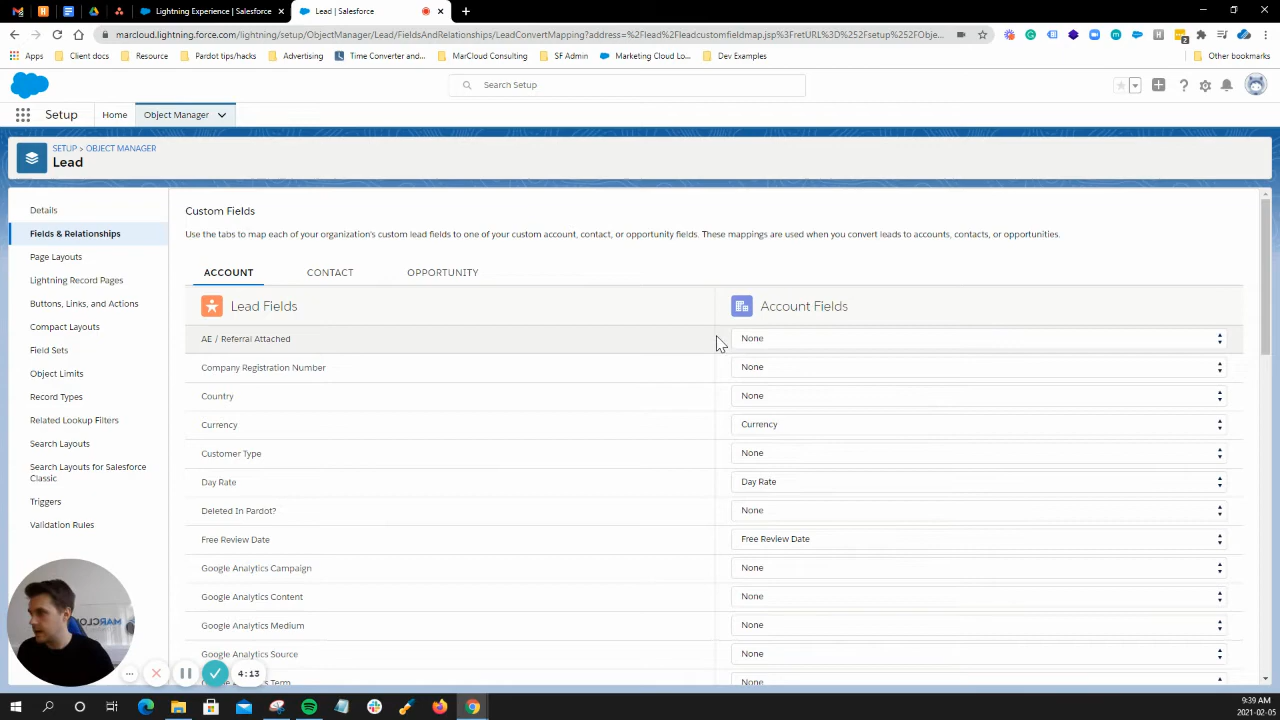 Lightning Experience | Salesforce
Lead | Salesforce
marcloud.lightning.force.com/lightning/setup/ObjectManager/Lead/FieldsAndRelationships/LeadConvertMapping?address=%2Flead%2Fleadcustomfieldmap.jsp%3FretURL%3D%252Fsetup%252Fobje...
Apps
Client docs
Resource
Pardot tips/hacks
dotdigital
Time Converter and...
MarCloud Consulting
SF Admin
Marketing Cloud Lo...
Dev Examples
Other bookmarks
Search Setup
Setup
Home
Object Manager
SETUP > OBJECT MANAGER
Lead
Details
Fields & Relationships
Page Layouts
Lightning Record Pages
Buttons, Links, and Actions
Compact Layouts
Field Sets
Object Limits
Record Types
Related Lookup Filters
Search Layouts
Search Layouts for Salesforce
Classic
Triggers
Validation Rules
Custom Fields
Use the tabs to map each of your organization's custom lead fields to one of your custom account, contact, or opportunity fields. These mappings are used when you convert leads to accounts, contacts, or opportunities.
ACCOUNT
CONTACT
OPPORTUNITY
Lead Fields
Account Fields
AE / Referral Attached
None
Company Registration Number
None
Country
None
Currency
Currency
Customer Type
None
Day Rate
Day Rate
Deleted In Pardot?
None
Free Review Date
Free Review Date
Google Analytics Campaign
None
Google Analytics Content
None
Google Analytics Medium
None
Google Analytics Source
None
Google Analytics Term
None
MARCLOUD
4:13
9:39 AM
2021-02-05